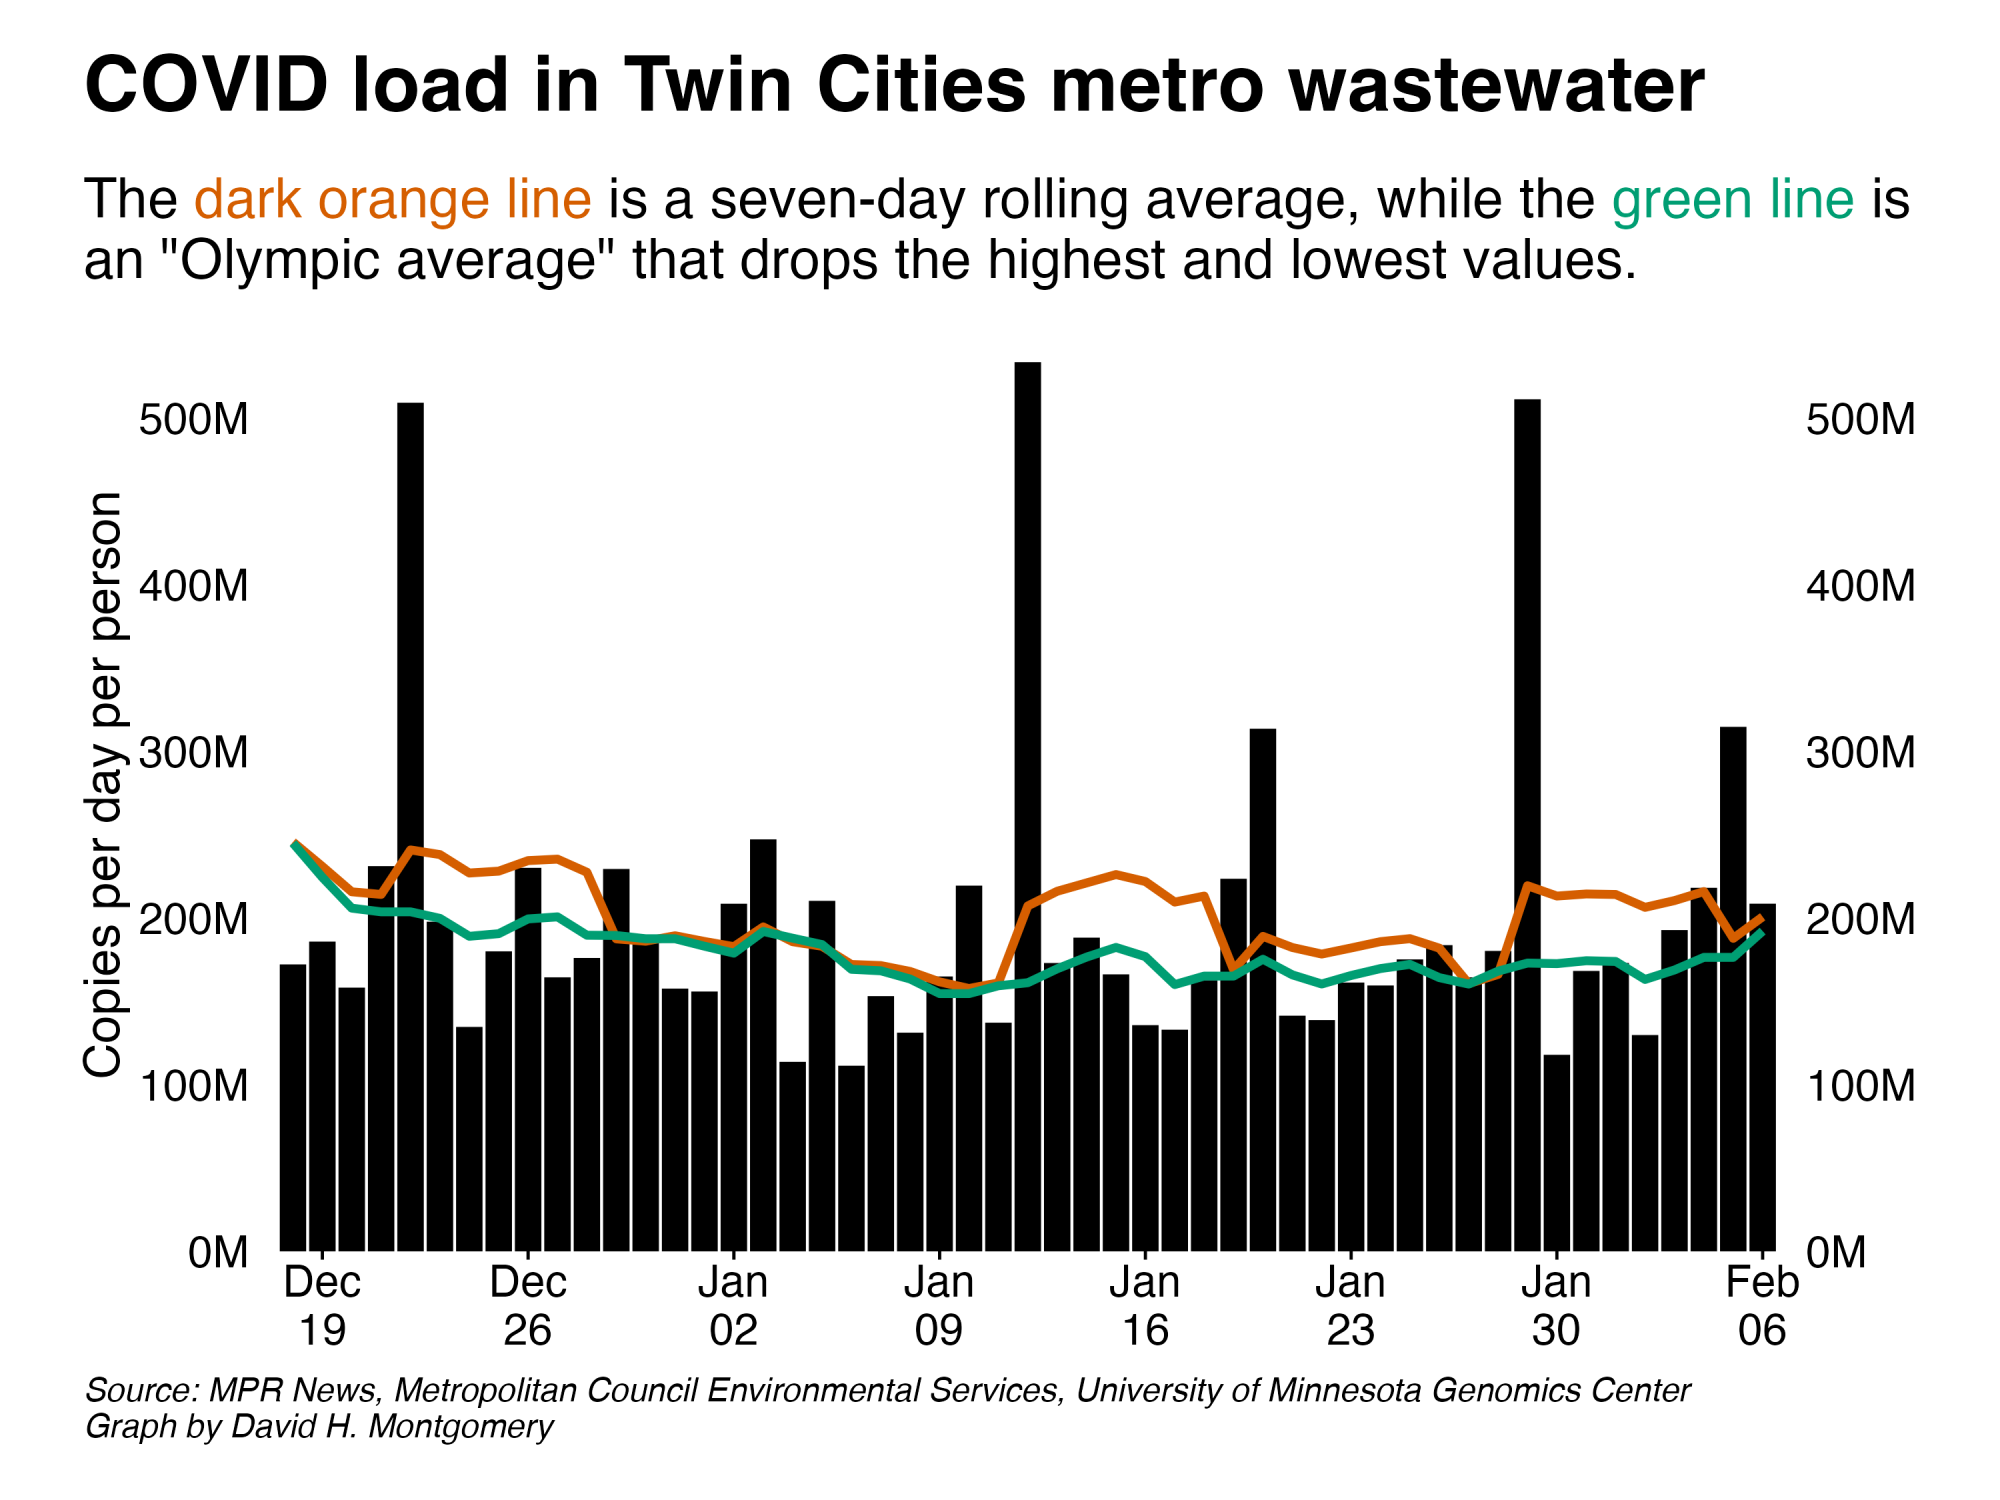 COVID load in Twin Cities metro wastewater
The dark orange line is a seven-day rolling average, while the green line is
an "Olympic average" that drops the highest and lowest values.
Copies per day per person
500M
400M
300M
200M
100M
0M
500M
400M
300M
200M
100M
0M
Dec Dec Jan Jan Jan Jan Jan Feb
19 26 02 09 16 23 30 06
Source: MPR News, Metropolitan Council Environmental Services, University of Minnesota Genomics Center
Graph by David H. Montgomery